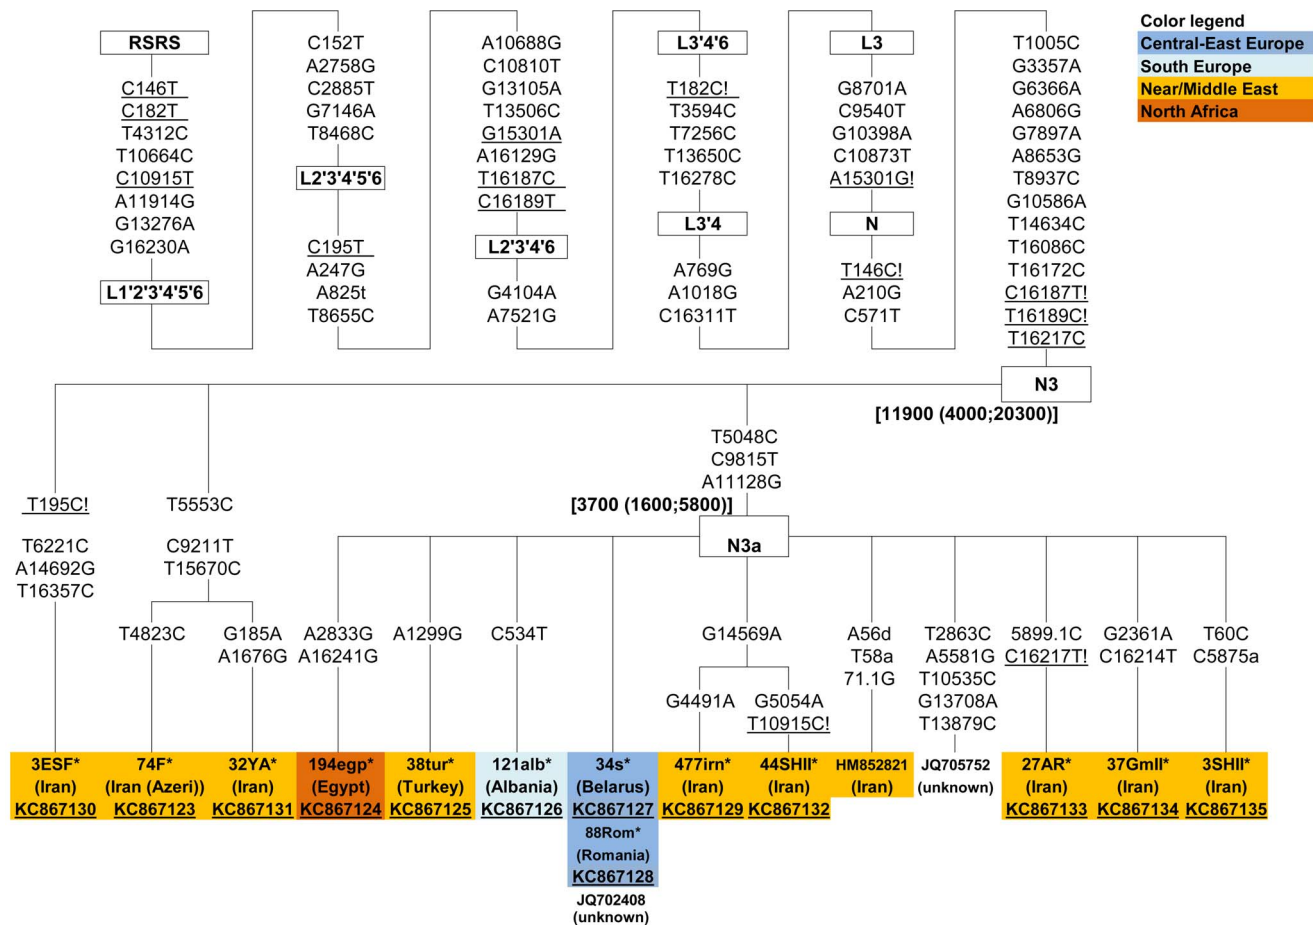 RSRS
C146T
C182T
T4312C
T10664C
C10915T
A11914G
G13276A
G16230A
L1'2'3'4'5'6
C152T
A2758G
C2885T
G7146A
T8468C
L2'3'4'5'6
C195T
A247G
A825t
T8655C
A10688G
C10810T
G13105A
T13506C
G15301A
A16129G
T16187C
C16189T
L2'3'4'6
G4104A
A7521G
L3'4'6
T182C!
T3594C
T7256C
T13650C
T16278C
L3'4
A769G
A1018G
C16311T
L3
G8701A
C9540T
G10398A
C10873T
A15301G!
N
T146C!
A210G
C571T
T1005C
G3357A
G6366A
A6806G
G7897A
A8653G
T8937C
G10586A
T14634C
T16086C
T16172C
C16187T!
T16189C!
T16217C
N3
[11900 (4000;20300)]
Color legend
Central-East Europe
South Europe
Near/Middle East
North Africa
T5048C
C9815T
A11128G
[3700 (1600;5800)]
N3a
T195C!
T6221C
A14692G
T16357C
T5553C
C9211T
T15670C
T4823C
G185A
A1676G
A2833G
A16241G
A1299G
C534T
G14569A
G4491A
G5054A
T10915C!
A56d
T58a
71.1G
T2863C
A5581G
T10535C
G13708A
T13879C
5899.1C
C16217T!
G2361A
C16214T
T60C
C5875a
3ESF*
(Iran)
KC867130
74F*
(Iran (Azeri))
KC867123
32YA*
(Iran)
KC867131
194egp*
(Egypt)
KC867124
38tur*
(Turkey)
KC867125
121alb*
(Albania)
KC867126
34s*
(Belarus)
KC867127
88Rom*
(Romania)
KC867128
JQ702408
(unknown)
477irn*
(Iran)
KC867129
44SHII*
(Iran)
KC867132
HM852821
(Iran)
JQ705752
(unknown)
27AR*
(Iran)
KC867133
37GmII*
(Iran)
KC867134
3SHII*
(Iran)
KC867135